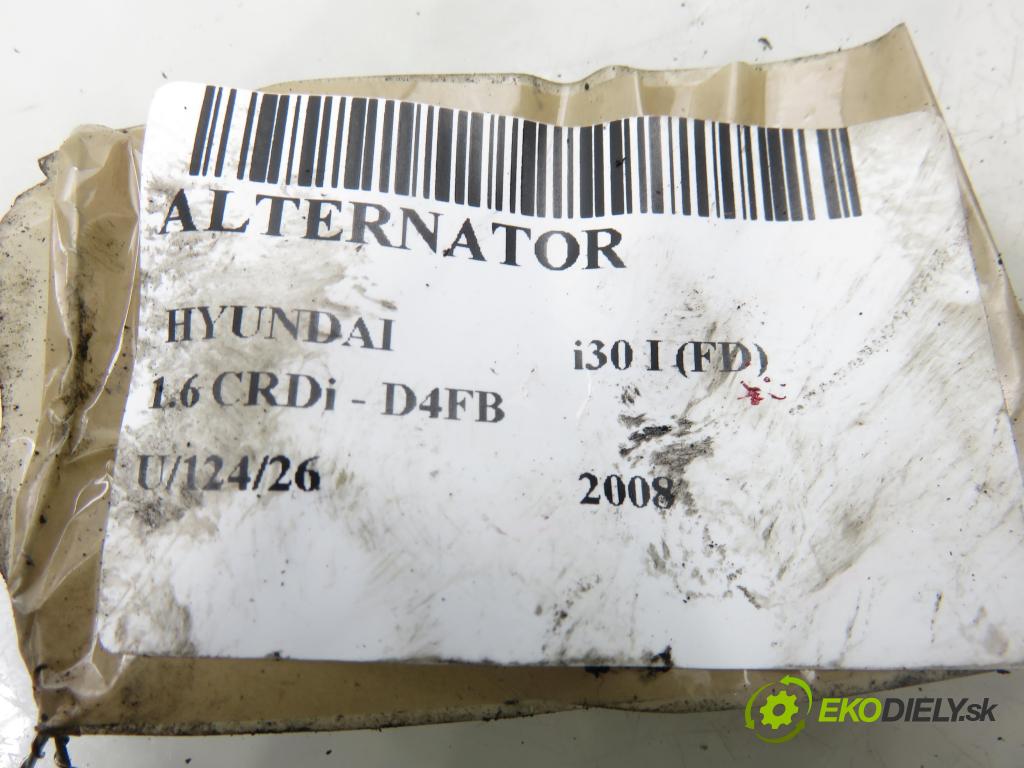 ALTERNATOR
HYUNDAI i30 I (FD)
1.6 CRDi - D4FB
U/124/26 2008
EKODIELY.sk